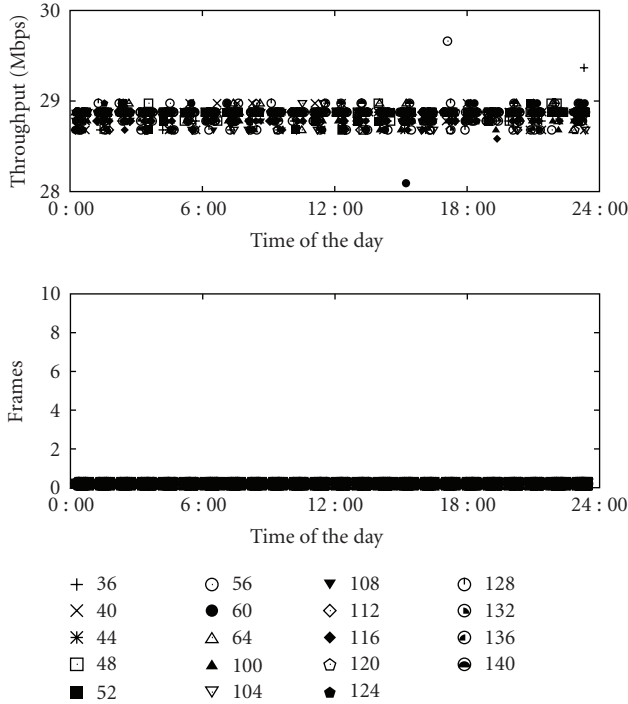 Throughput (Mbps)
30
29
28
0 : 00 6 : 00 12 : 00 18 : 00 24 : 00
Time of the day
Frames
10
8
6
4
2
0
0 : 00 6 : 00 12 : 00 18 : 00 24 : 00
Time of the day
36 56 108 128
40 60 112 132
44 64 116 136
48 100 120 140
52 104 124